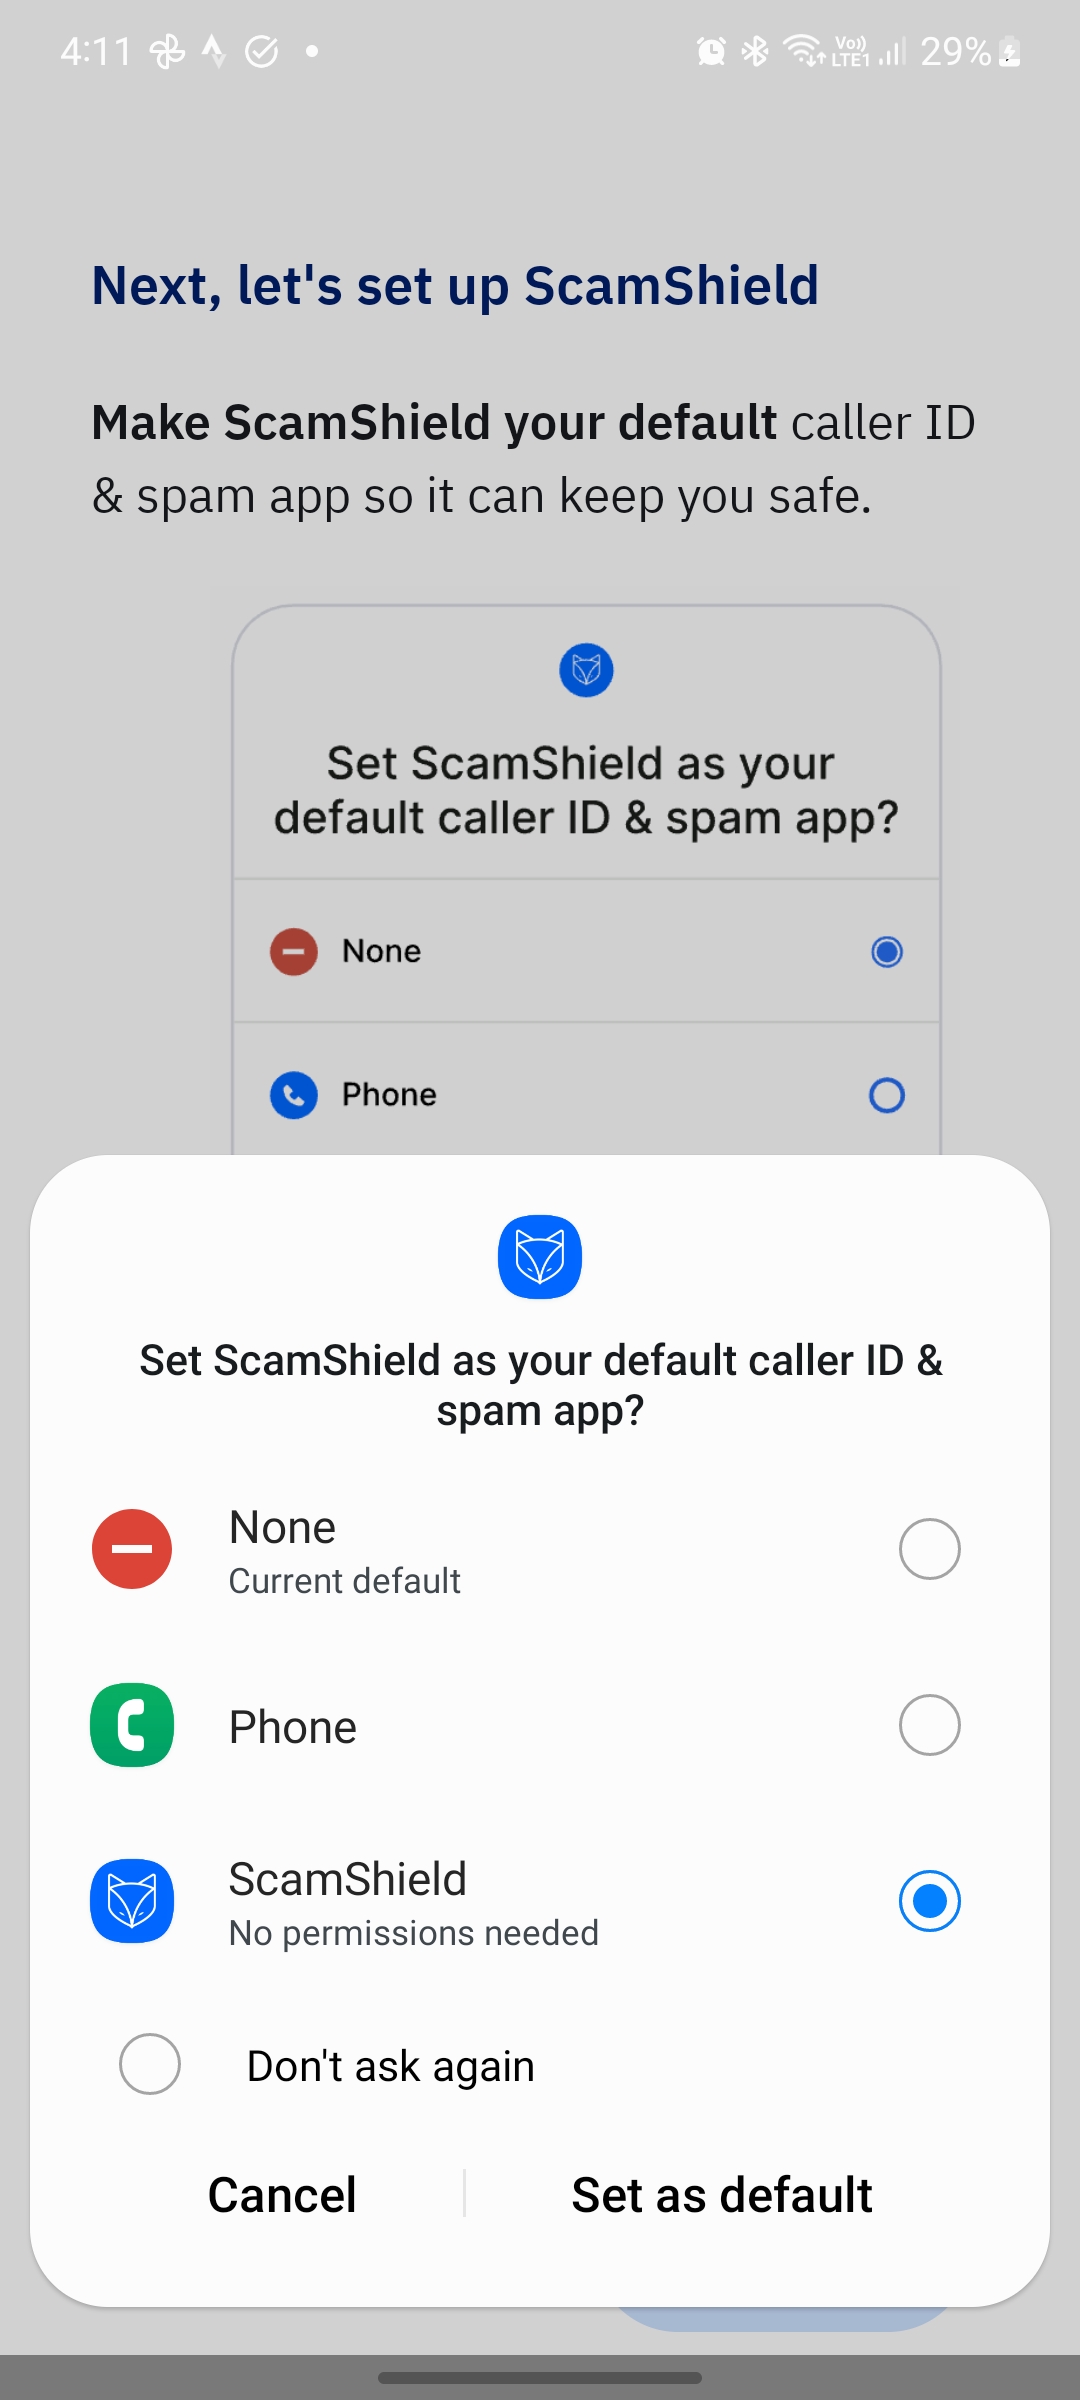 4:11
Vo))
LTE1
29%
Next, let's set up ScamShield
Make ScamShield your default caller ID
& spam app so it can keep you safe.
Set ScamShield as your
default caller ID & spam app?
None
Phone
Set ScamShield as your default caller ID &
spam app?
None
Current default
Phone
ScamShield
No permissions needed
Don't ask again
Cancel
Set as default